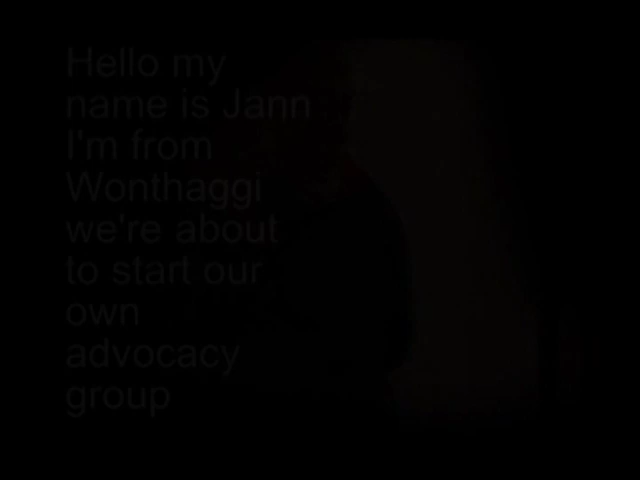 Hello my
name is Jann
I'm from
Wonthaggi
we're about
to start our
own
advocacy
group